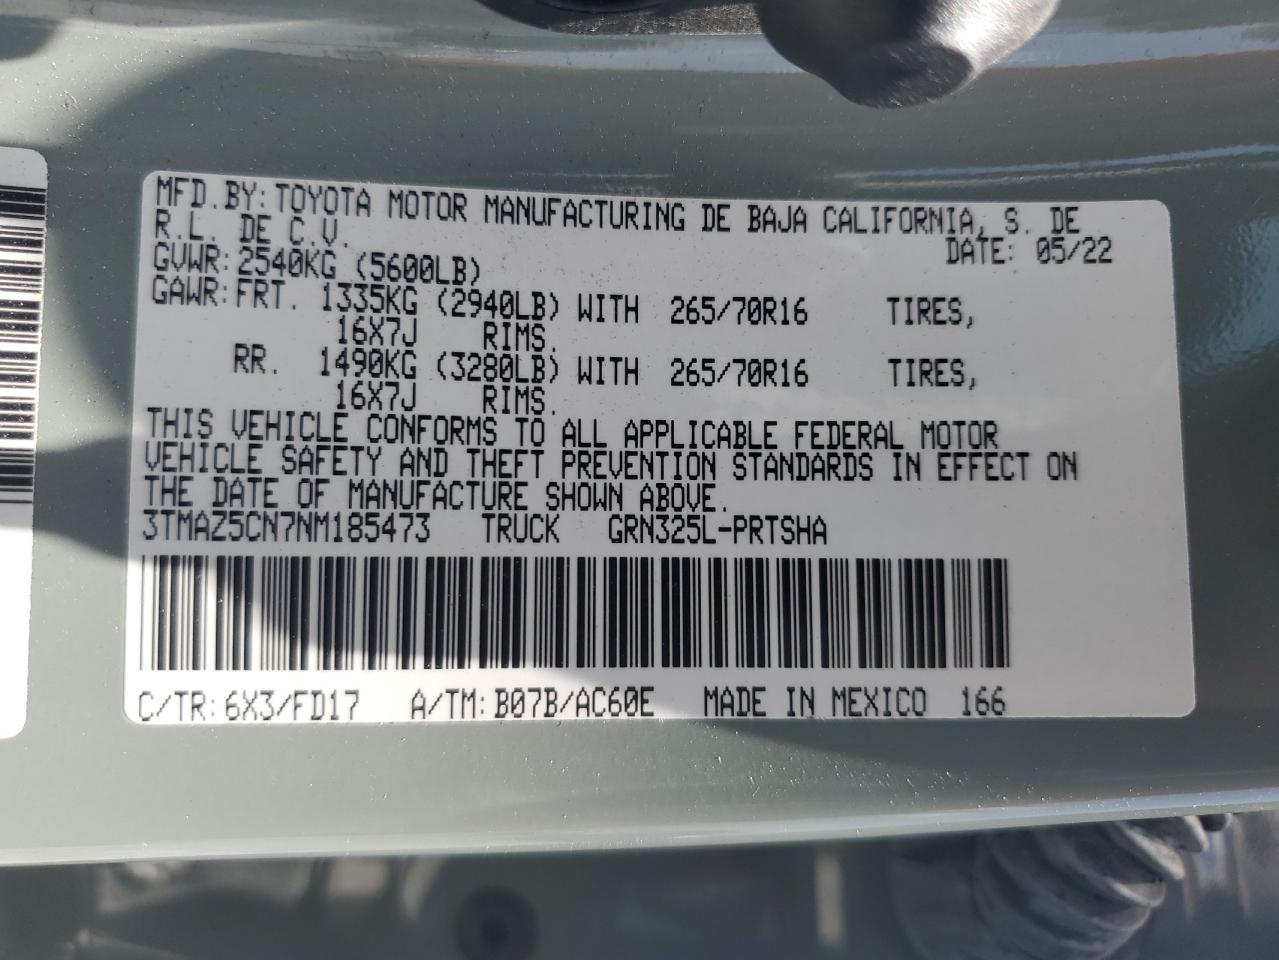 MFD. BY: TOYOTA MOTOR MANUFACTURING DE BAJA CALIFORNIA, S. DE
R.L. DE C.V. DATE: 05/22
GVWR: 2540KG (5600LB)
GAWR: FRT. 1335KG (2940LB) WITH 265/70R16 TIRES,
16X7J RIMS.
RR. 1490KG (3280LB) WITH 265/70R16 TIRES,
16X7J RIMS.
THIS VEHICLE CONFORMS TO ALL APPLICABLE FEDERAL MOTOR
VEHICLE SAFETY AND THEFT PREVENTION STANDARDS IN EFFECT ON
THE DATE OF MANUFACTURE SHOWN ABOVE.
3TMAZ5CN7NM185473 TRUCK GRN325L-PRTSHA
C/TR: 6X3/FD17 A/TM: B07B/AC60E MADE IN MEXICO 166